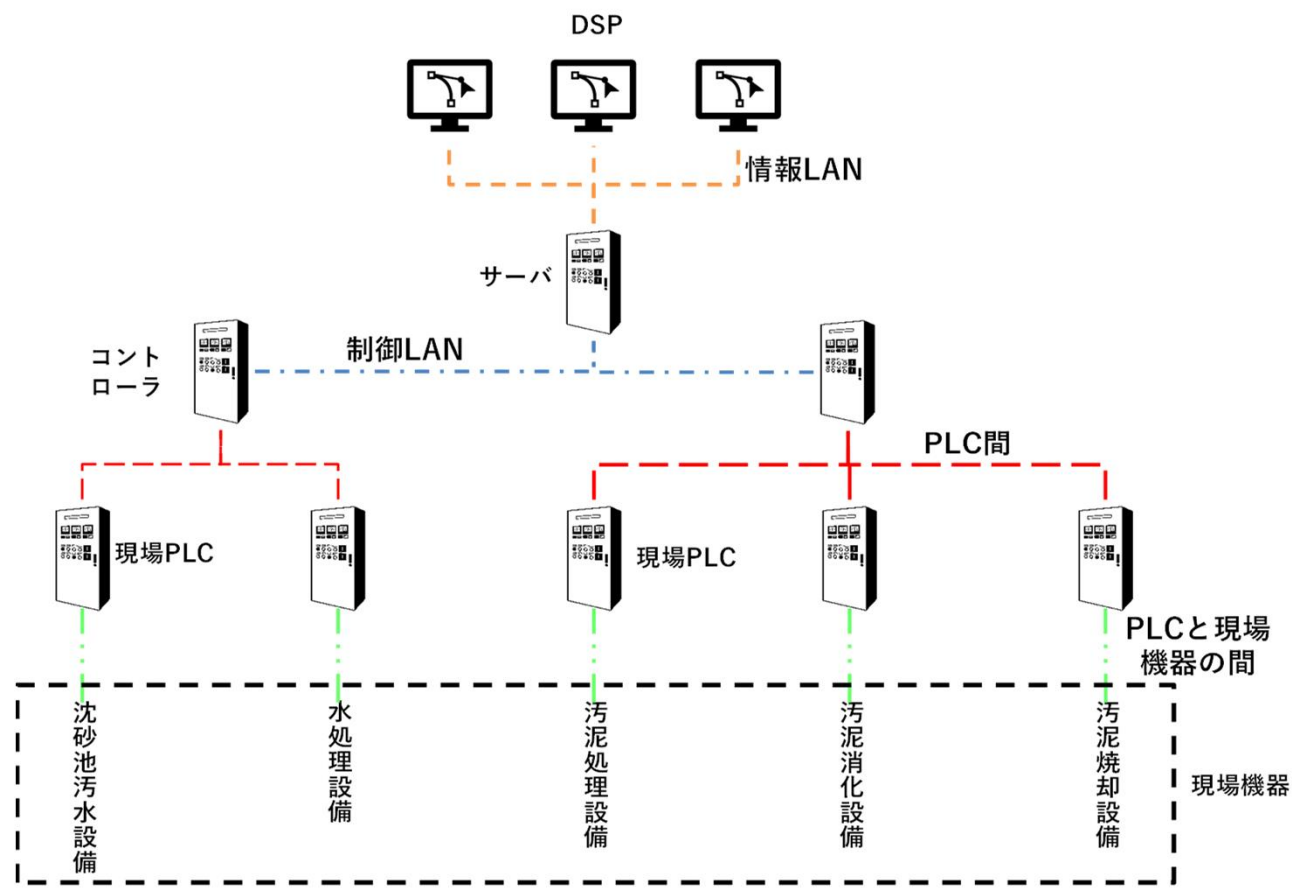 DSP
情報LAN
サーバ
コント
ローラ
制御LAN
PLC間
現場PLC
現場PLC
PLCと現場
機器の間
沈砂池汚水設備
水処理設備
汚泥処理設備
汚泥消化設備
汚泥焼却設備
現場機器